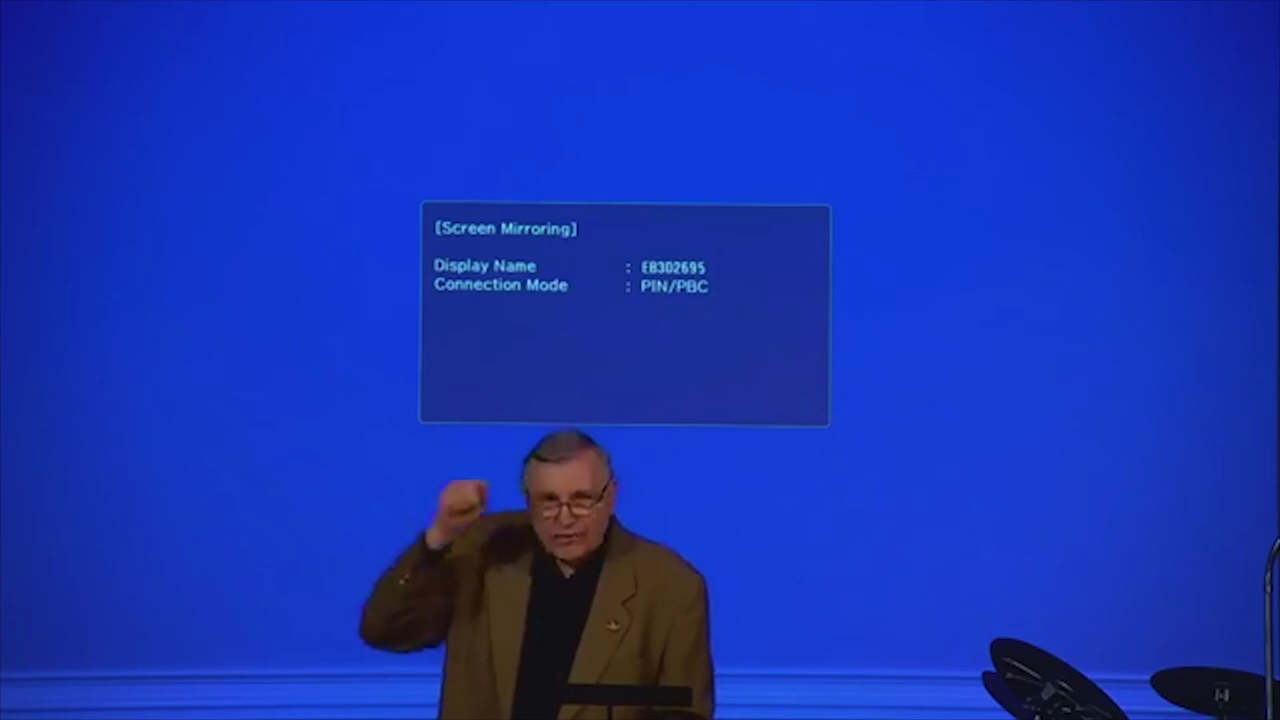 [Screen Mirroring]
Display Name : EB302695
Connection Mode : PIN/PBC